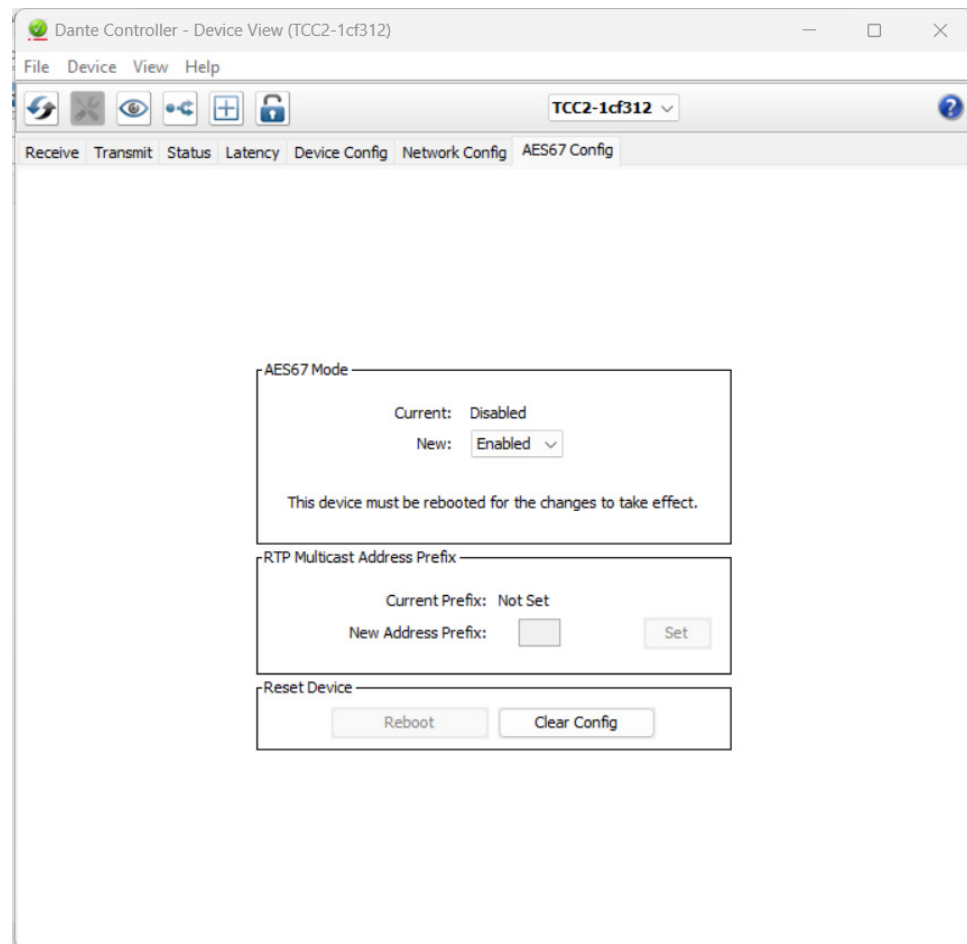 Dante Controller - Device View (TCC2-1cf312)
File Device View Help
TCC2-1cf312
?
Receive Transmit Status Latency Device Config Network Config AES67 Config
AES67 Mode
Current: Disabled
New: Enabled
This device must be rebooted for the changes to take effect.
RTP Multicast Address Prefix
Current Prefix: Not Set
New Address Prefix: Set
Reset Device
Reboot Clear Config